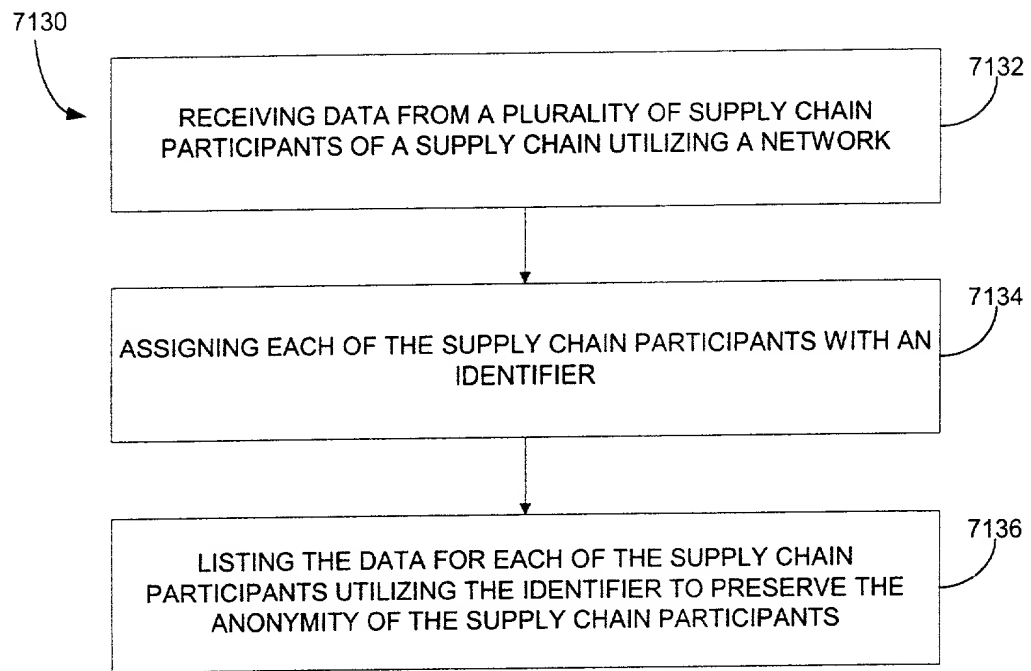 7130
7132
RECEIVING DATA FROM A PLURALITY OF SUPPLY CHAIN
PARTICIPANTS OF A SUPPLY CHAIN UTILIZING A NETWORK
7134
ASSIGNING EACH OF THE SUPPLY CHAIN PARTICIPANTS WITH AN
IDENTIFIER
7136
LISTING THE DATA FOR EACH OF THE SUPPLY CHAIN
PARTICIPANTS UTILIZING THE IDENTIFIER TO PRESERVE THE
ANONYMITY OF THE SUPPLY CHAIN PARTICIPANTS